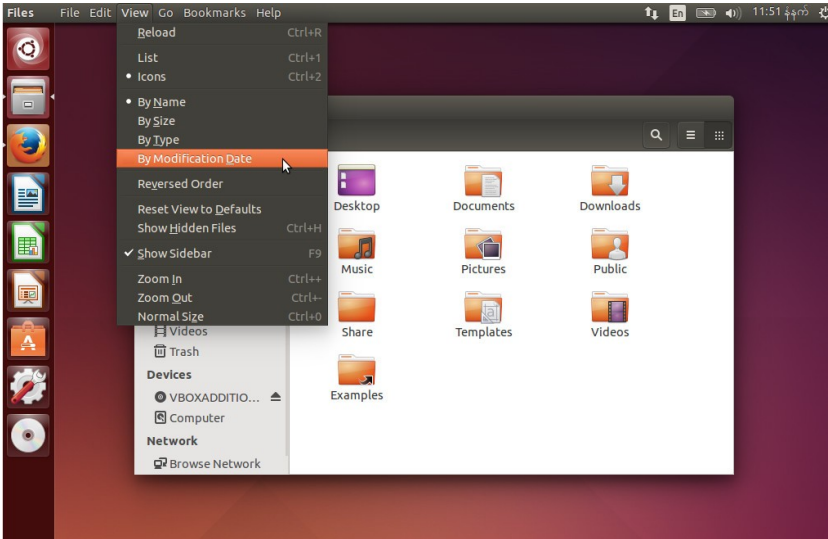 Files File Edit View Go Bookmarks Help En 11:51 နံနက်
Reload Ctrl+R
List Ctrl+1
Icons Ctrl+2
By Name
By Size
By Type
By Modification Date
Reversed Order
Reset View to Defaults
Show Hidden Files Ctrl+H
Show Sidebar F9
Zoom In Ctrl++
Zoom Out Ctrl+-
Normal Size Ctrl+0
Videos
Trash
Devices
VBOXADDITIO...
Computer
Network
Browse Network
Desktop Documents Downloads
Music Pictures Public
Share Templates Videos
Examples